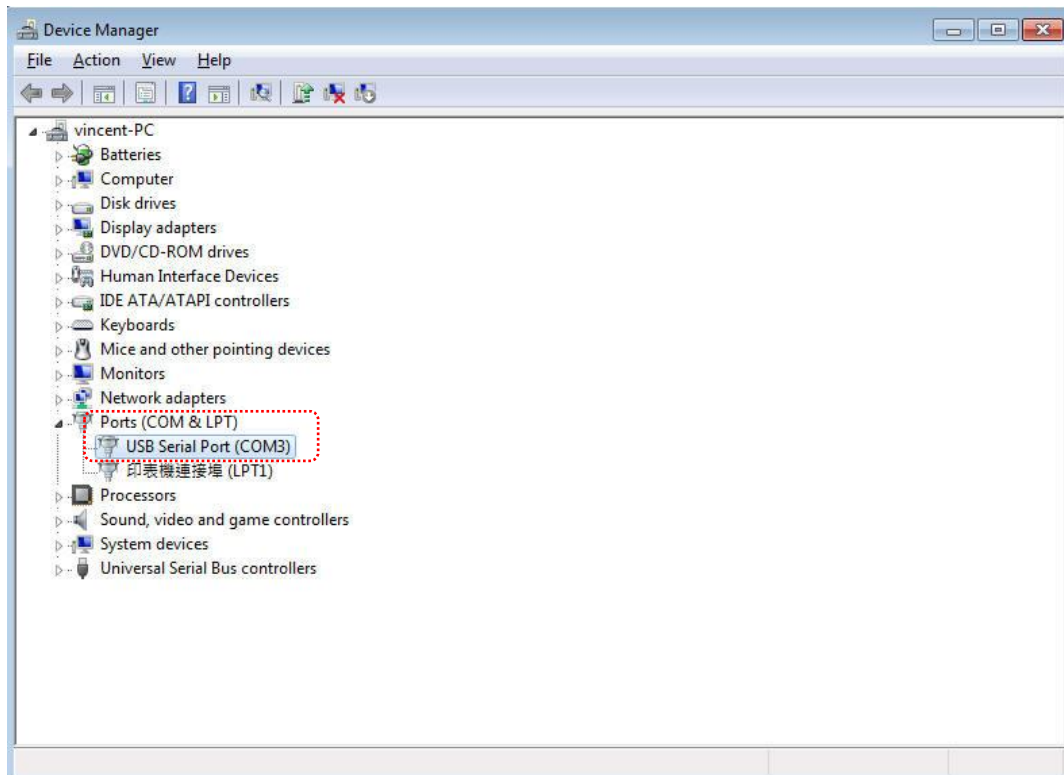 Device Manager
File Action View Help
vincent-PC
Batteries
Computer
Disk drives
Display adapters
DVD/CD-ROM drives
Human Interface Devices
IDE ATA/ATAPI controllers
Keyboards
Mice and other pointing devices
Monitors
Network adapters
Ports (COM & LPT)
USB Serial Port (COM3)
印表機連接埠 (LPT1)
Processors
Sound, video and game controllers
System devices
Universal Serial Bus controllers